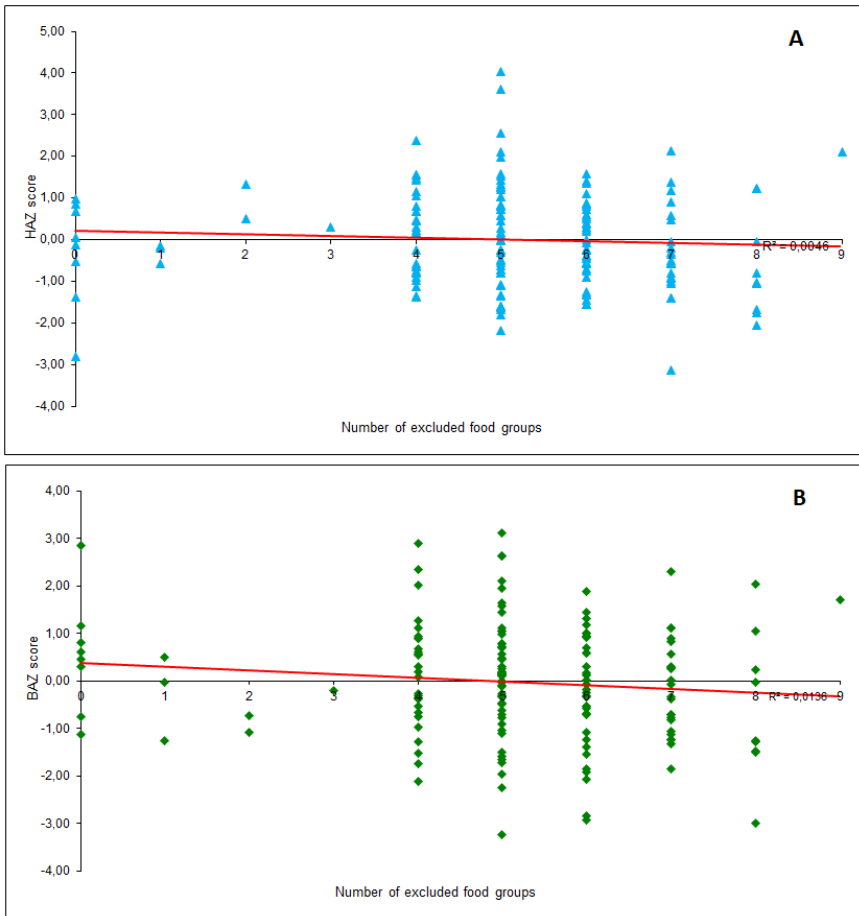 A
5,00
4,00
3,00
2,00
1,00
0,00
-1,00
-2,00
-3,00
-4,00
HAZ score
0 1 2 3 4 5 6 7 8 9
R² = 0,0046
Number of excluded food groups
B
4,00
3,00
2,00
1,00
0,00
-1,00
-2,00
-3,00
-4,00
BAZ score
0 1 2 3 4 5 6 7 8 9
R² = 0,0136
Number of excluded food groups